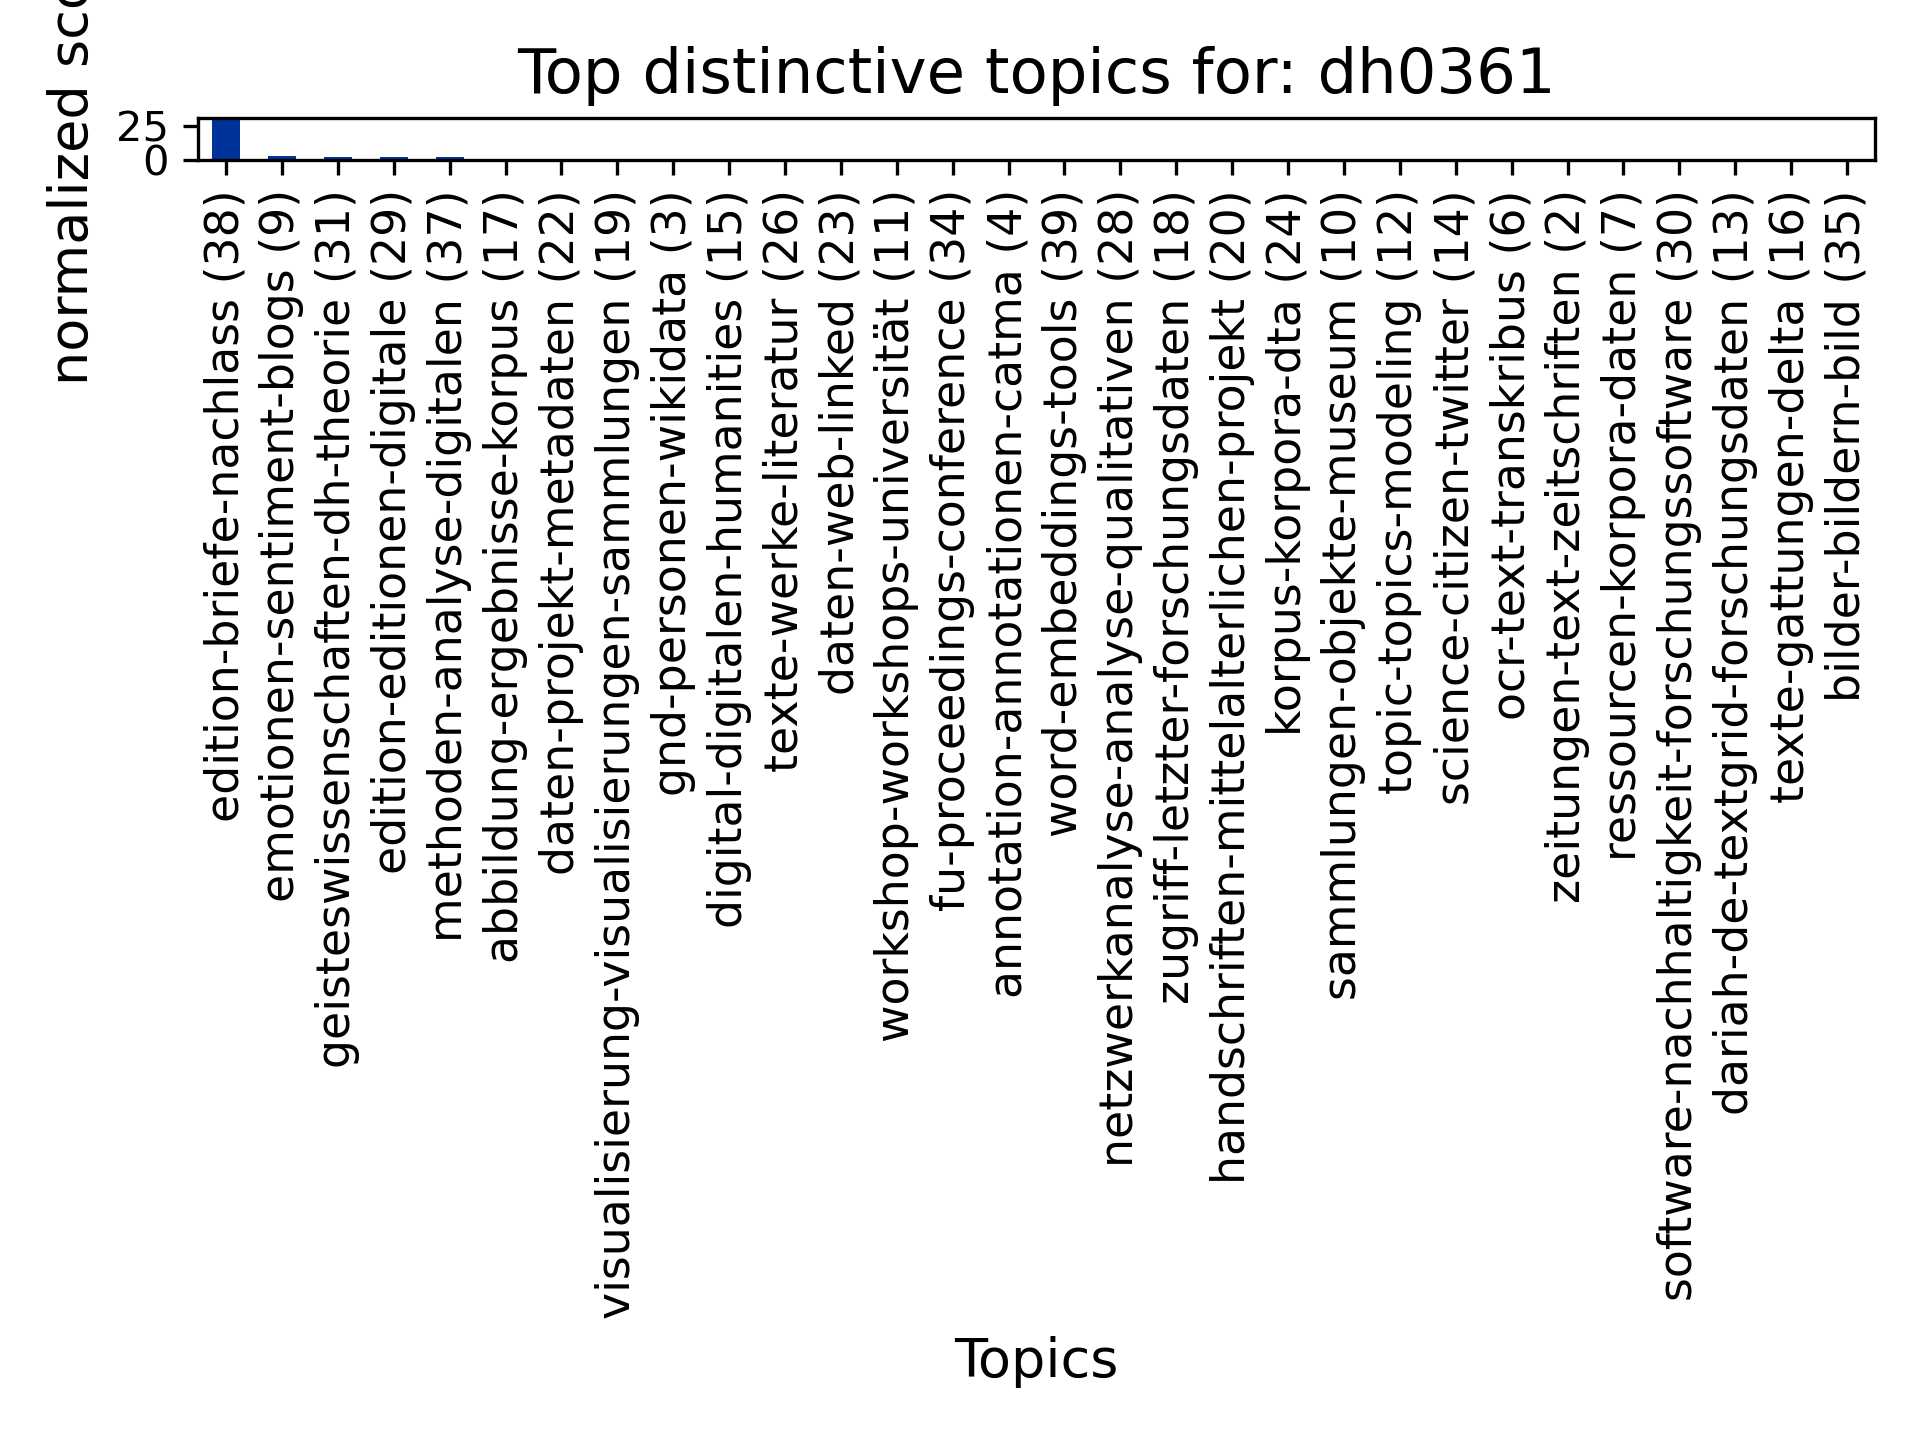 Top distinctive topics for: dh0361
normalized sco
25
0
edition-briefe-nachlass (38)
emotionen-sentiment-blogs (9)
geisteswissenschaften-dh-theorie (31)
edition-editionen-digitale (29)
methoden-analyse-digitalen (37)
abbildung-ergebnisse-korpus (17)
daten-projekt-metadaten (22)
visualisierung-visualisierungen-sammlungen (19)
gnd-personen-wikidata (3)
digital-digitalen-humanities (15)
texte-werke-literatur (26)
daten-web-linked (23)
workshop-workshops-universität (11)
fu-proceedings-conference (34)
annotation-annotationen-catma (4)
word-embeddings-tools (39)
netzwerkanalyse-analyse-qualitativen (28)
zugriff-letzter-forschungsdaten (18)
handschriften-mittelalterlichen-projekt (20)
korpus-korpora-dta (24)
sammlungen-objekte-museum (10)
topic-topics-modeling (12)
science-citizen-twitter (14)
ocr-text-transkribus (6)
zeitungen-text-zeitschriften (2)
ressourcen-korpora-daten (7)
software-nachhaltigkeit-forschungssoftware (30)
dariah-de-textgrid-forschungsdaten (13)
texte-gattungen-delta (16)
bilder-bildern-bild (35)
Topics